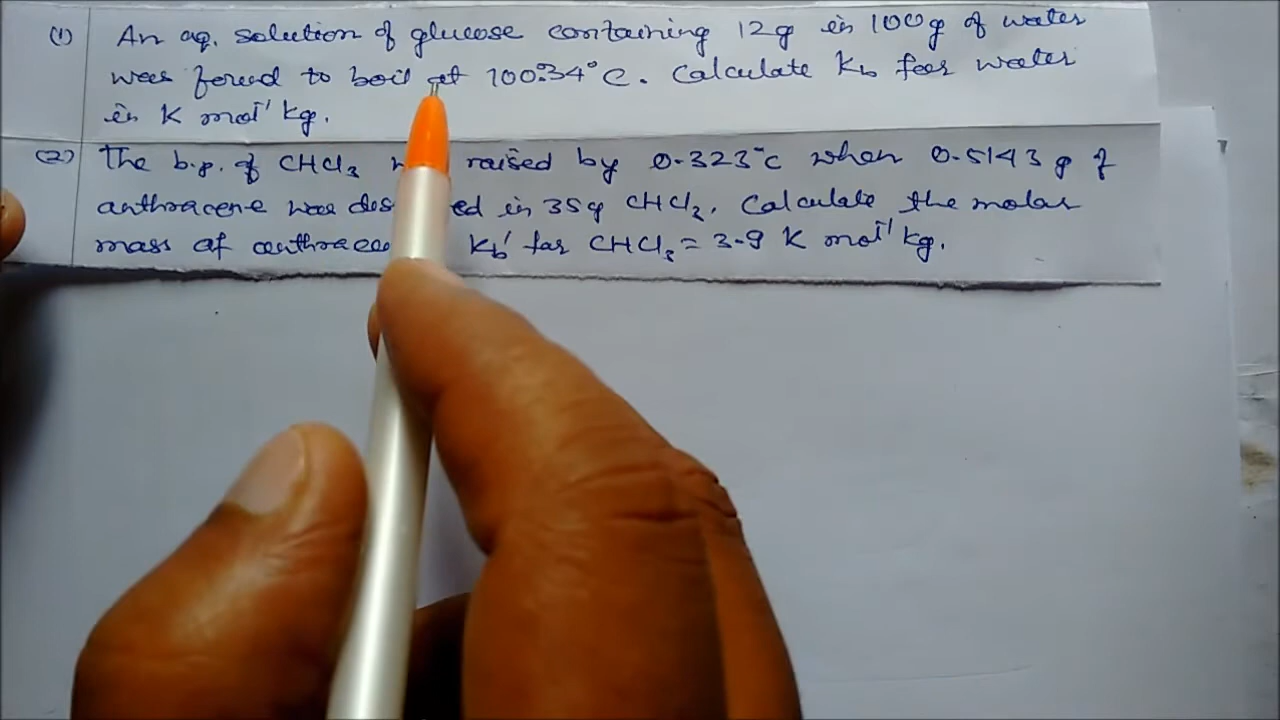 (1) An aq. solution of glucose containing 12g in 100g of water
was found to boil at 100.34°C. Calculate Kb for water
in K mol⁻¹ kg.
(2) The b.p. of CHCl₃ raised by 0.323°C when 0.5143 g of
anthracene was ed in 35g CHCl₃. Calculate the molar
mass of Kb for CHCl₃ = 3.9 K mol⁻¹ kg.